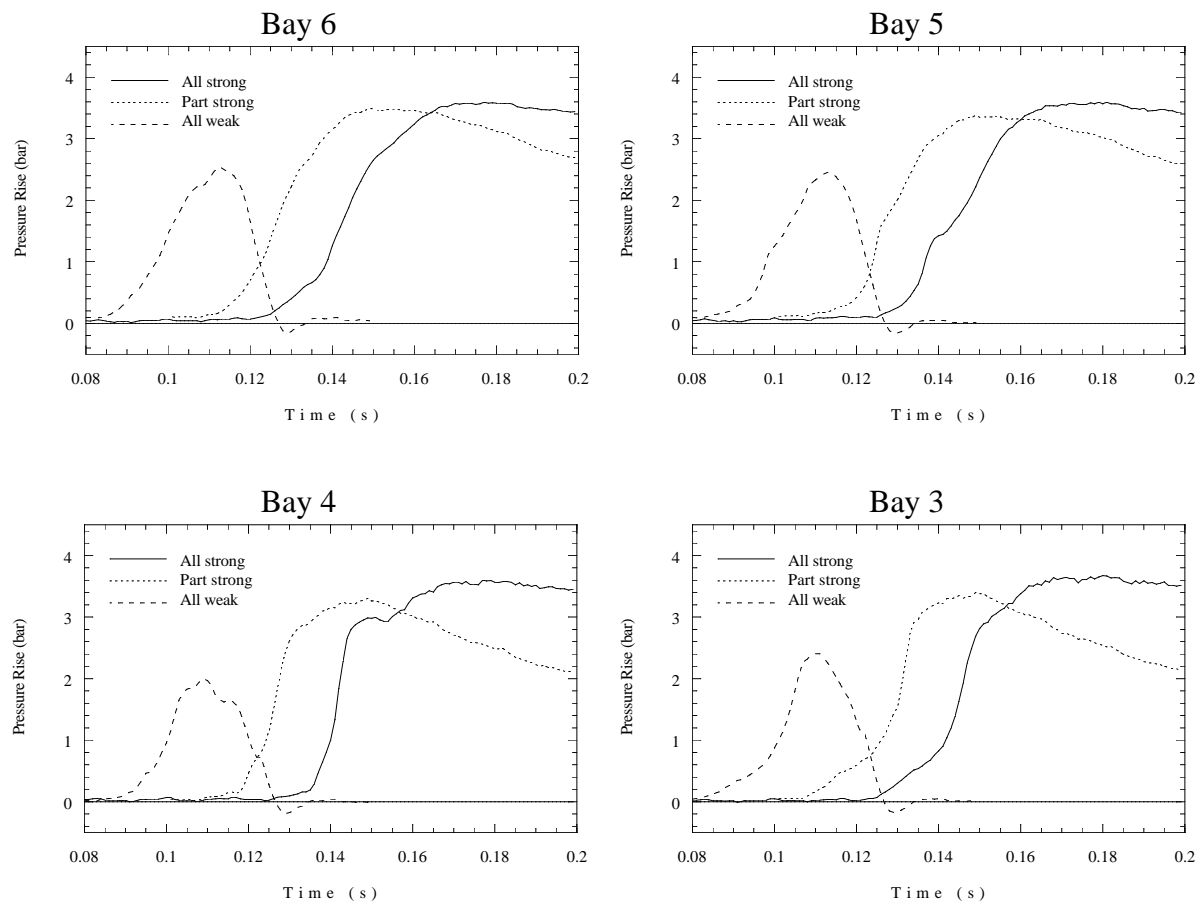 Bay 6
4
3
2
1
0
Pressure Rise (bar)
All strong
Part strong
All weak
0.08 0.1 0.12 0.14 0.16 0.18 0.2
Time (s)
Bay 5
4
3
2
1
0
Pressure Rise (bar)
All strong
Part strong
All weak
0.08 0.1 0.12 0.14 0.16 0.18 0.2
Time (s)
Bay 4
4
3
2
1
0
Pressure Rise (bar)
All strong
Part strong
All weak
0.08 0.1 0.12 0.14 0.16 0.18 0.2
Time (s)
Bay 3
4
3
2
1
0
Pressure Rise (bar)
All strong
Part strong
All weak
0.08 0.1 0.12 0.14 0.16 0.18 0.2
Time (s)